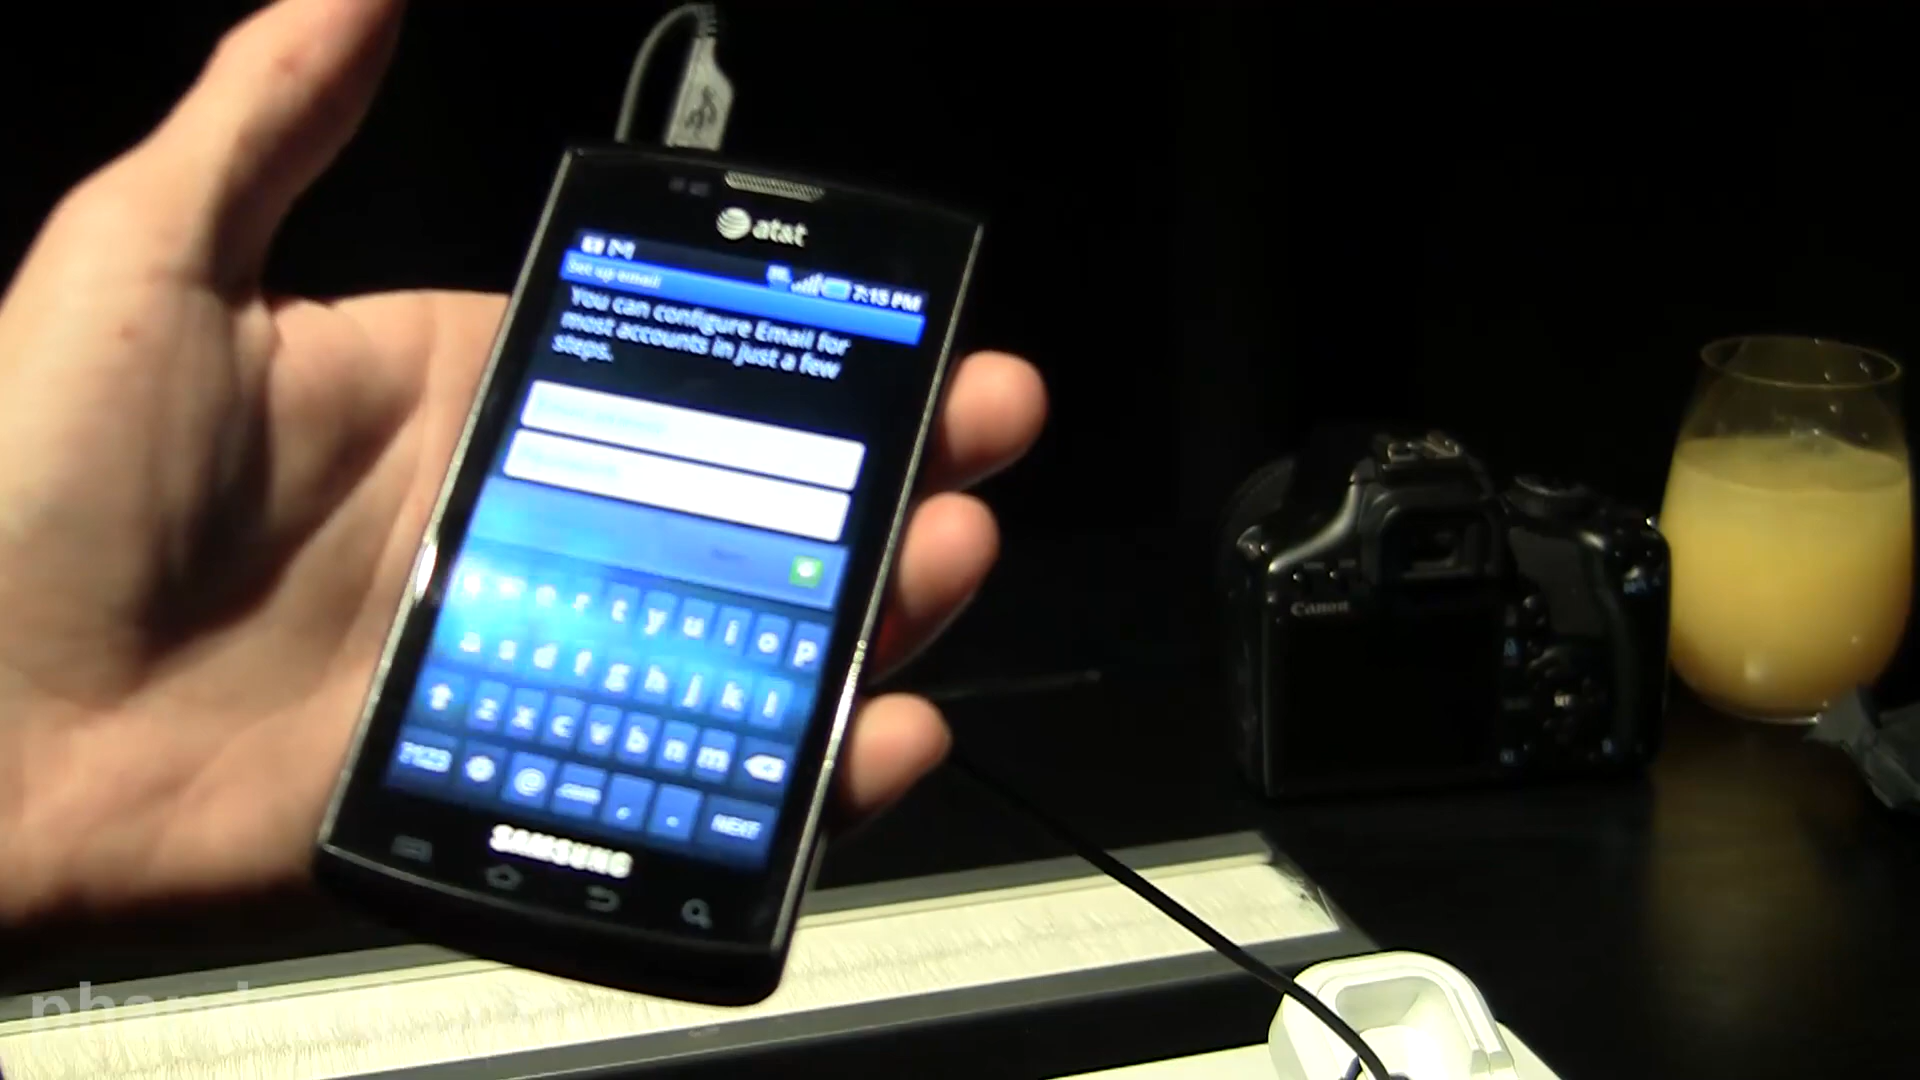 at&t
7:15 PM
Set up email
You can configure Email for
most accounts in just a few
steps.
q w e r t y u i o p
a s d f g h j k l
z x c v b n m
?123 @ .com , . NEXT
SAMSUNG
Canon